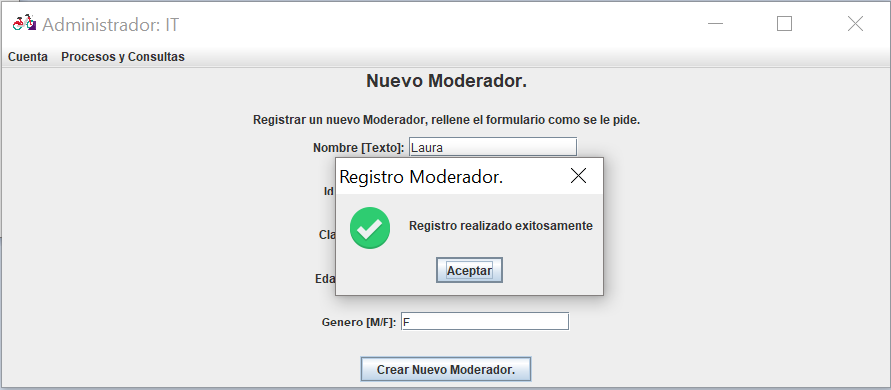 Administrador: IT
Cuenta Procesos y Consultas
Nuevo Moderador.
Registrar un nuevo Moderador, rellene el formulario como se le pide.
Nombre [Texto]: Laura
Registro Moderador.
Id
Registro realizado exitosamente
Cla
Aceptar
Eda
Genero [M/F]: F
Crear Nuevo Moderador.